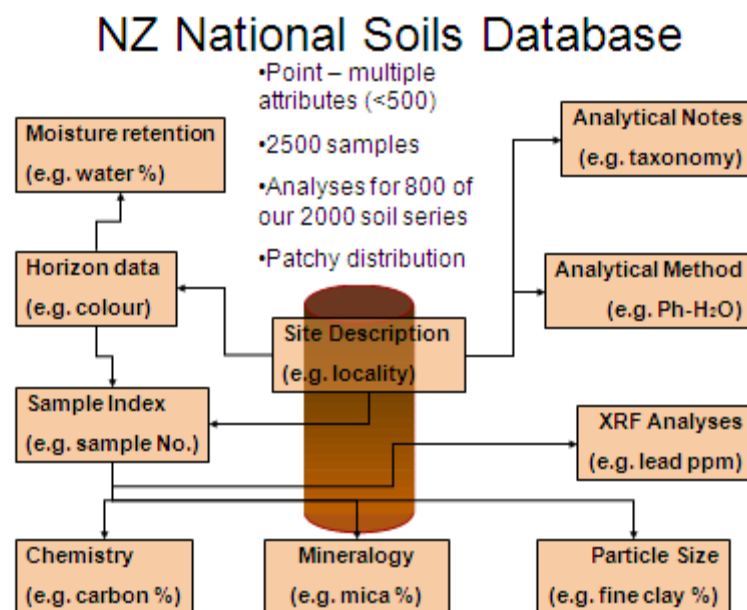 NZ National Soils Database
•Point – multiple
attributes (<500)
•2500 samples
•Analyses for 800 of
our 2000 soil series
•Patchy distribution
Moisture retention
(e.g. water %)
Horizon data
(e.g. colour)
Sample Index
(e.g. sample No.)
Site Description
(e.g. locality)
Analytical Notes
(e.g. taxonomy)
Analytical Method
(e.g. Ph-H₂O)
XRF Analyses
(e.g. lead ppm)
Chemistry
(e.g. carbon %)
Mineralogy
(e.g. mica %)
Particle Size
(e.g. fine clay %)